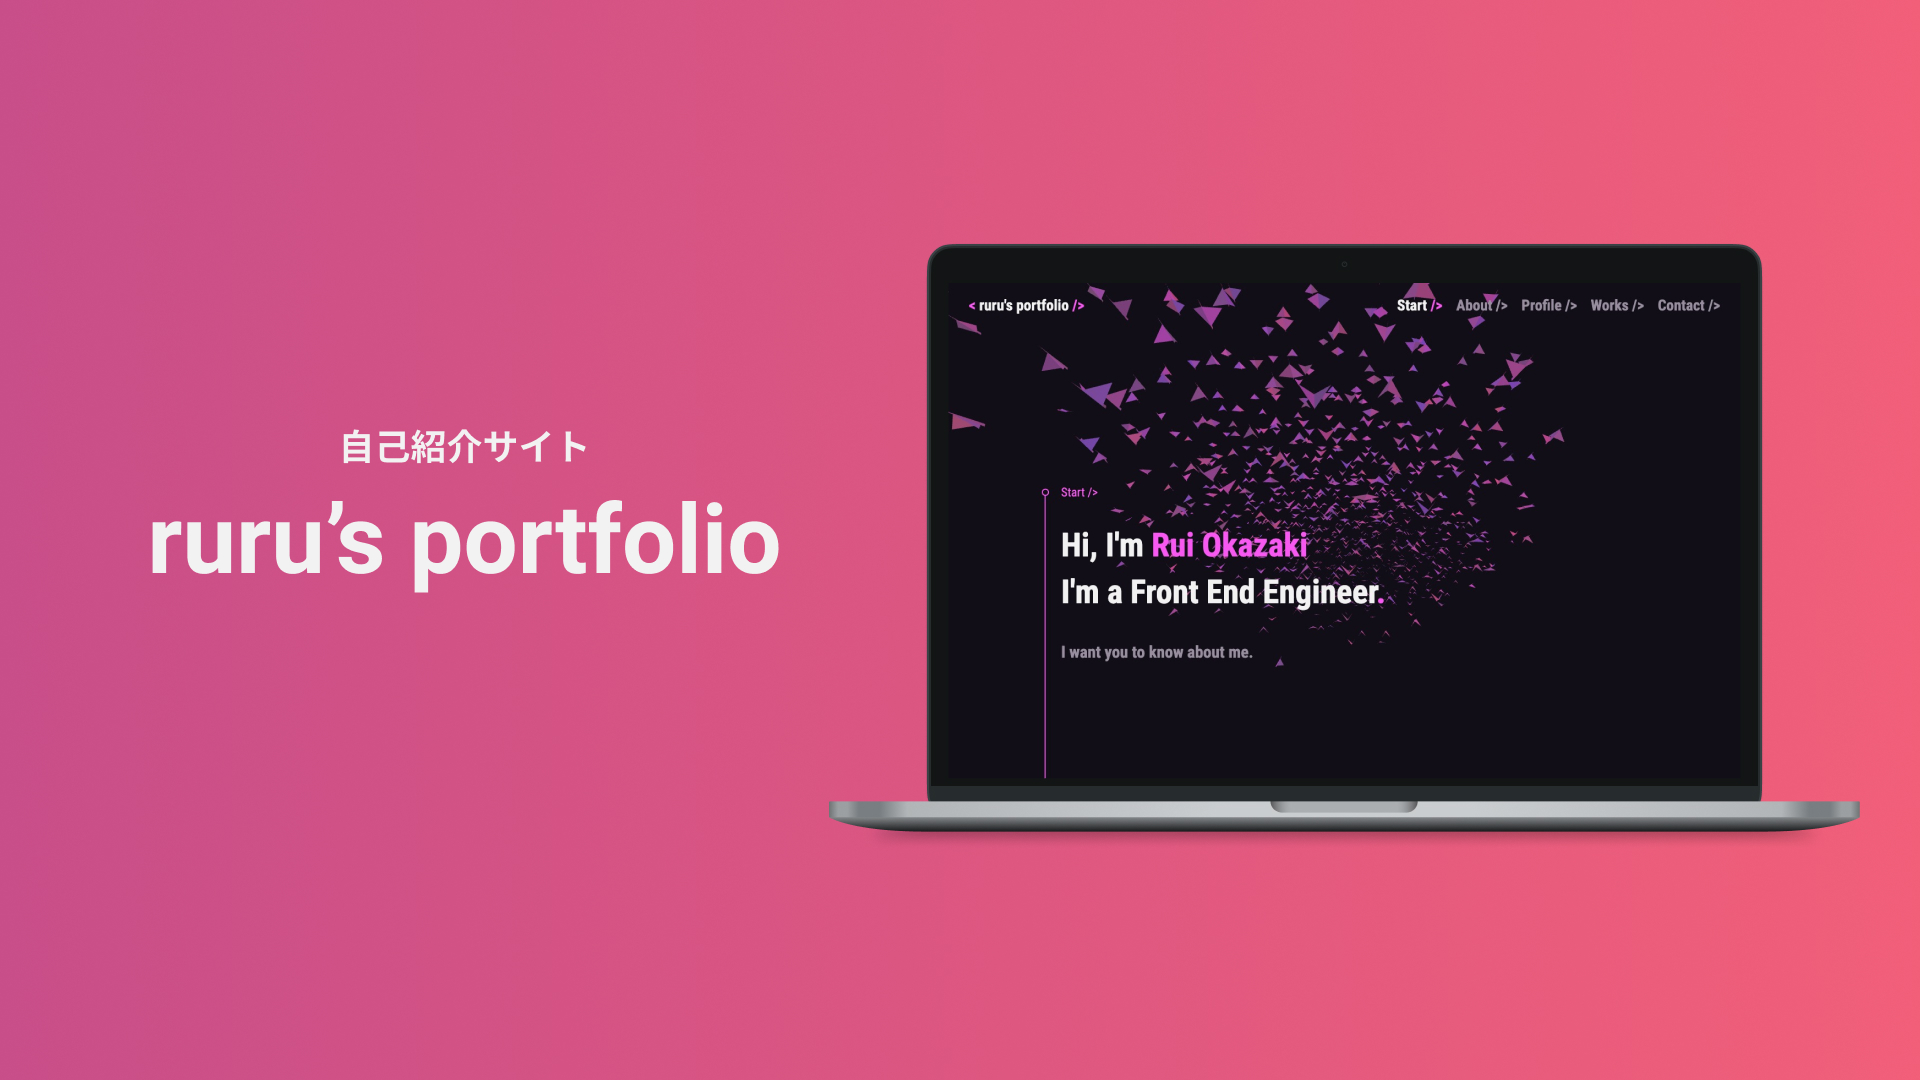 自己紹介サイト
ruru’s portfolio
< ruru's portfolio />
Start /> About /> Profile /> Works /> Contact />
Start />
Hi, I'm Rui Okazaki
I'm a Front End Engineer.
I want you to know about me.